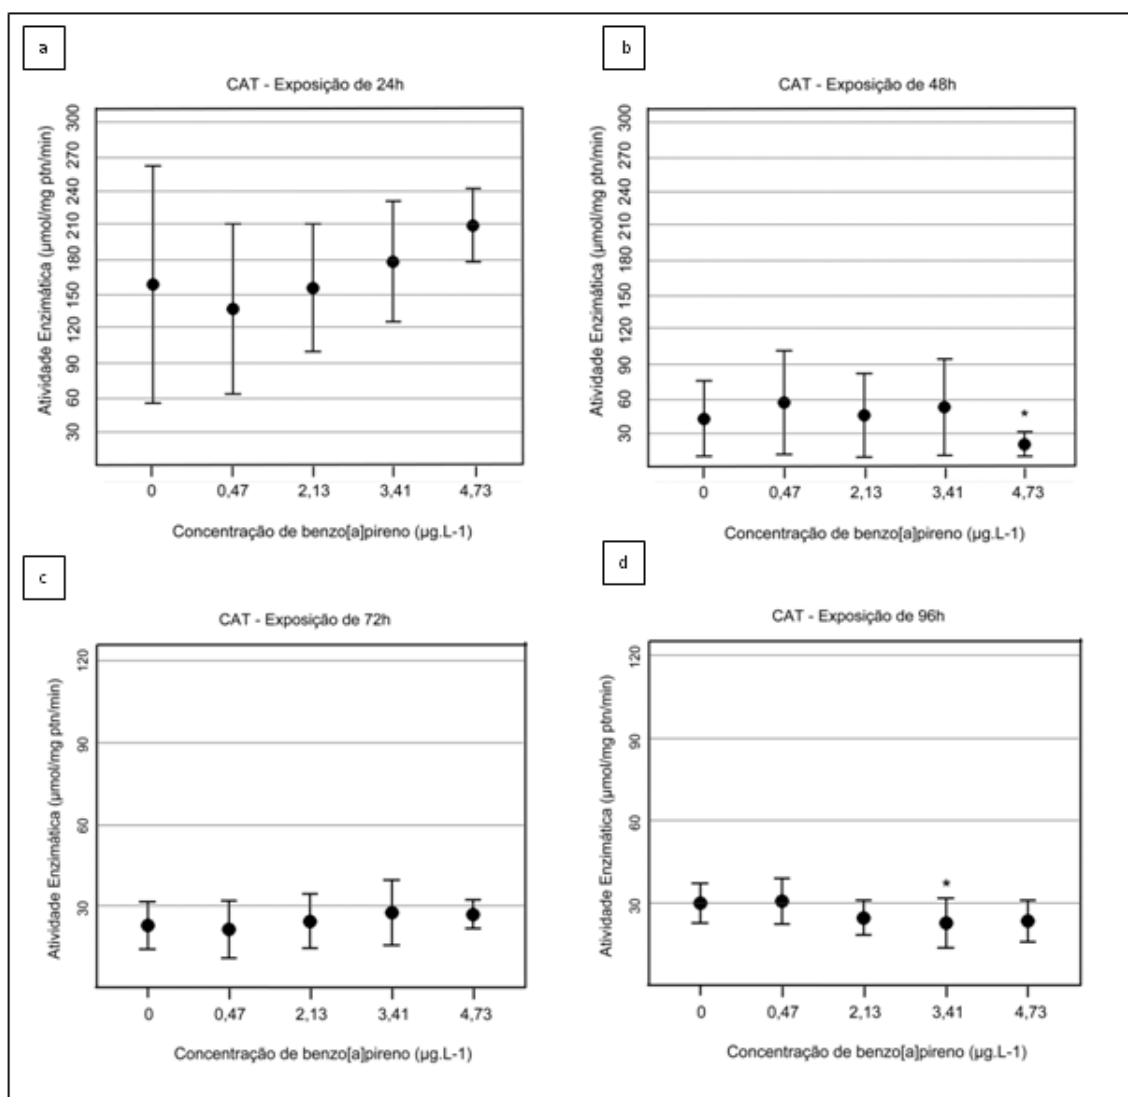 a
CAT - Exposição de 24h
Atividade Enzimática (µmol/mg ptn/min)
300
270
240
210
180
150
120
90
60
30
0 0,47 2,13 3,41 4,73
Concentração de benzo[a]pireno (µg.L-1)
b
CAT - Exposição de 48h
Atividade Enzimática (µmol/mg ptn/min)
300
270
240
210
180
150
120
90
60
30
*
0 0,47 2,13 3,41 4,73
Concentração de benzo[a]pireno (µg.L-1)
c
CAT - Exposição de 72h
Atividade Enzimática (µmol/mg ptn/min)
120
90
60
30
0 0,47 2,13 3,41 4,73
Concentração de benzo[a]pireno (µg.L-1)
d
CAT - Exposição de 96h
Atividade Enzimática (µmol/mg ptn/min)
120
90
60
30
*
0 0,47 2,13 3,41 4,73
Concentração de benzo[a]pireno (µg.L-1)